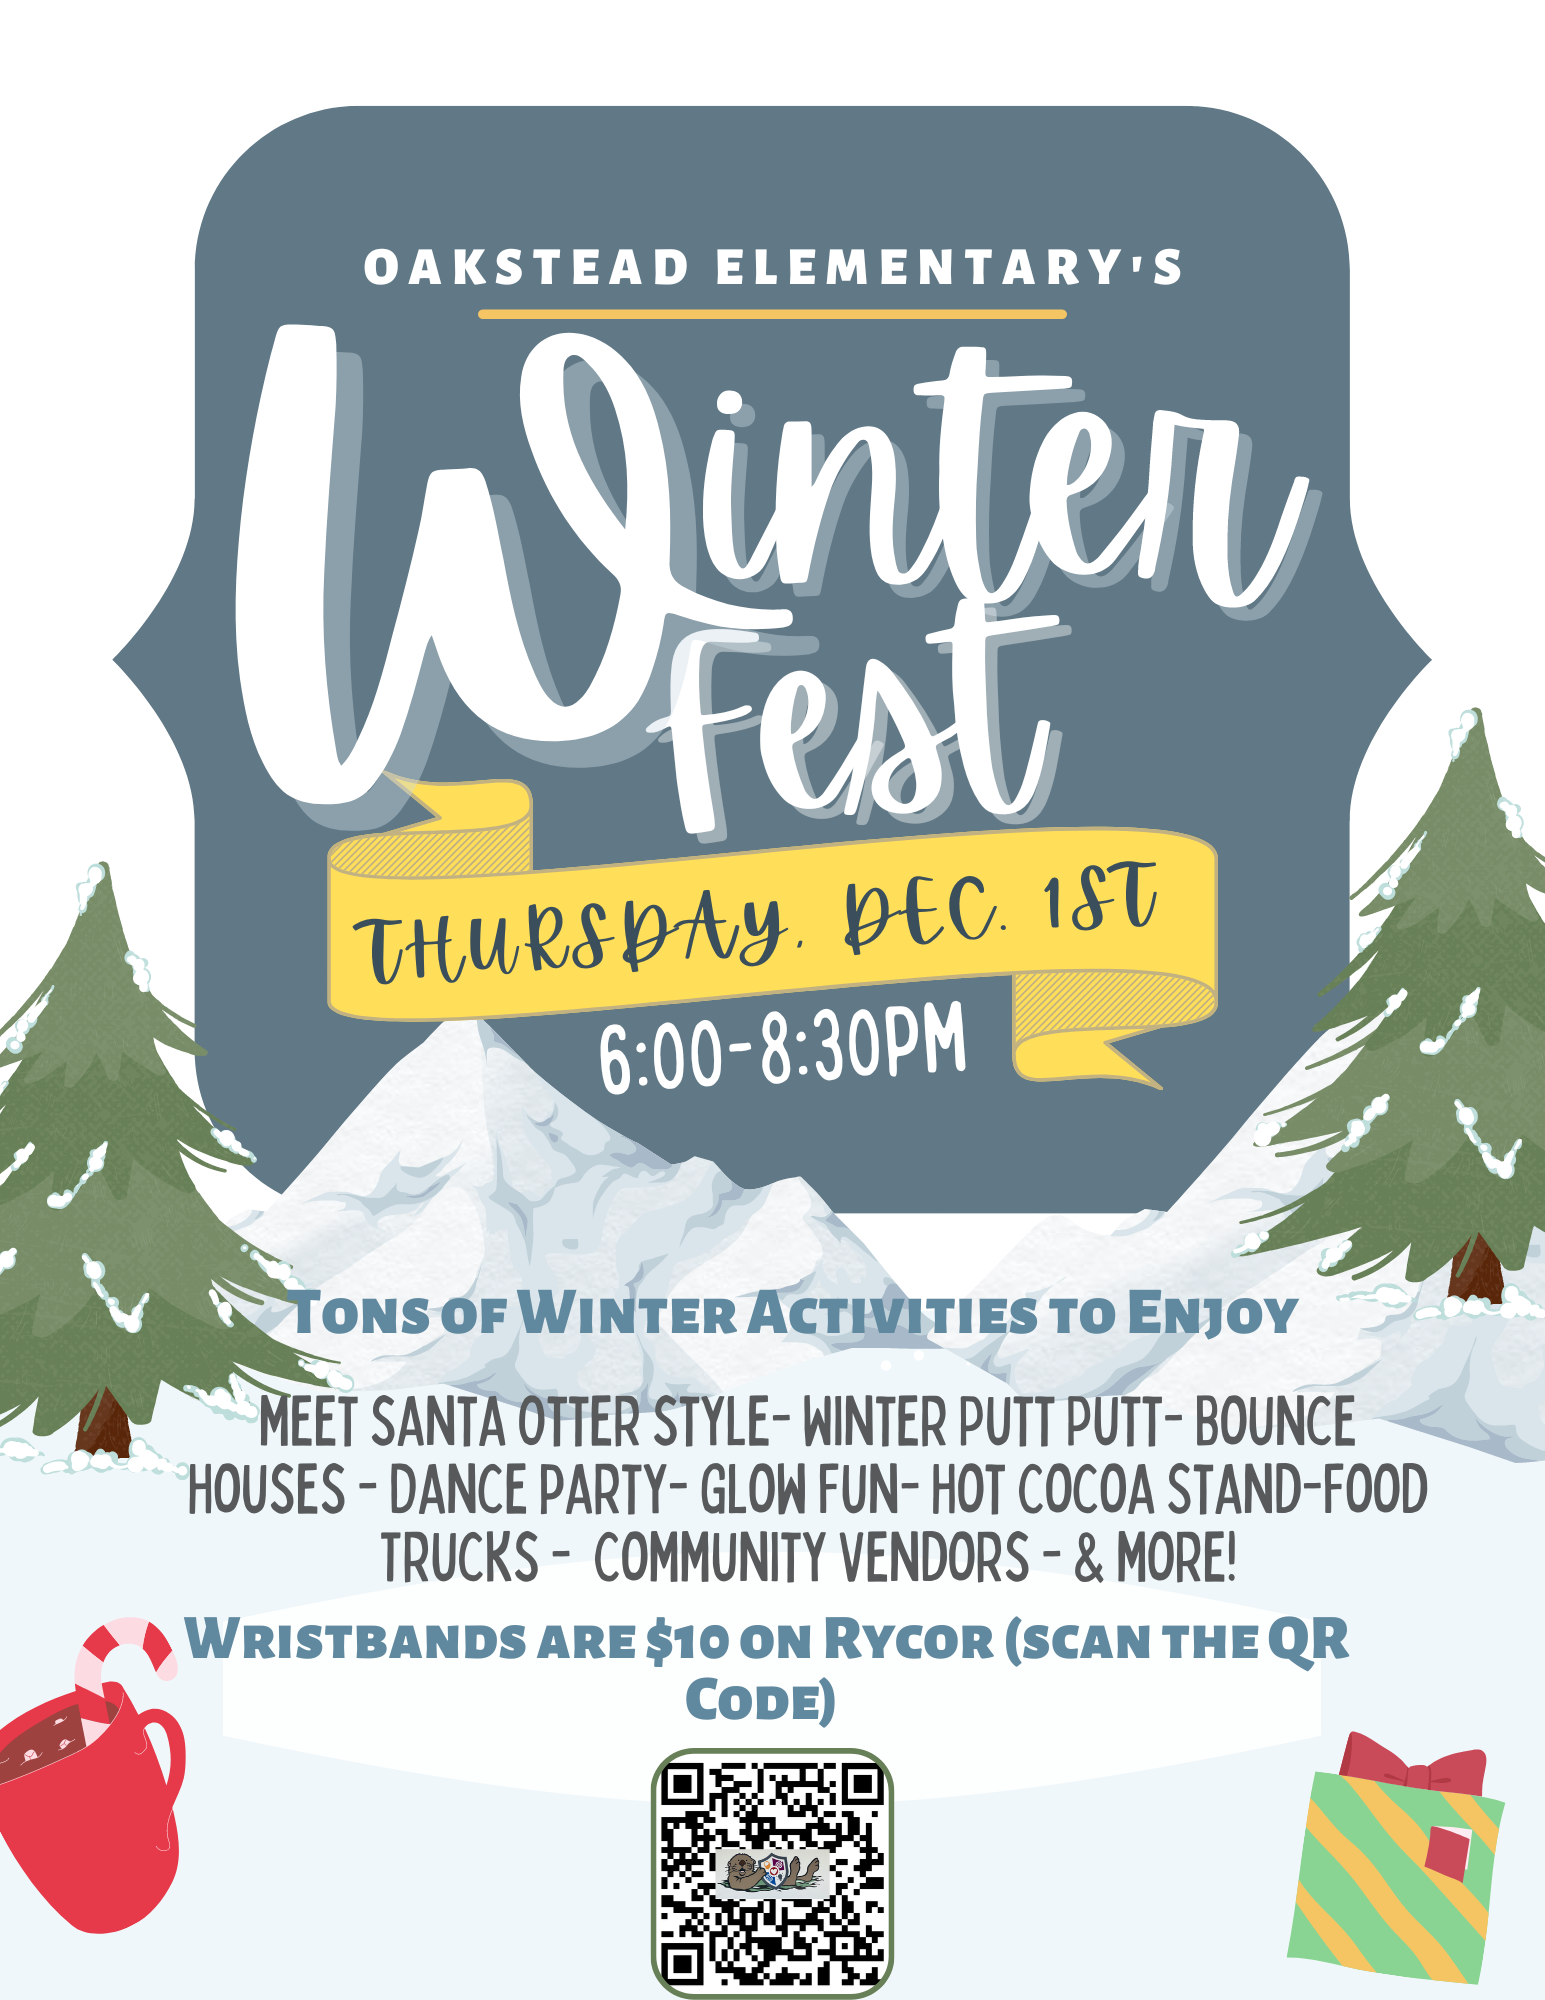 OAKSTEAD ELEMENTARY'S
Winter
Fest
THURSDAY, DEC. 1ST
6:00-8:30PM
TONS OF WINTER ACTIVITIES TO ENJOY
MEET SANTA OTTER STYLE- WINTER PUTT PUTT- BOUNCE
HOUSES - DANCE PARTY- GLOW FUN- HOT COCOA STAND-FOOD
TRUCKS - COMMUNITY VENDORS - & MORE!
WRISTBANDS ARE $10 ON RYCOR (SCAN THE QR
CODE)